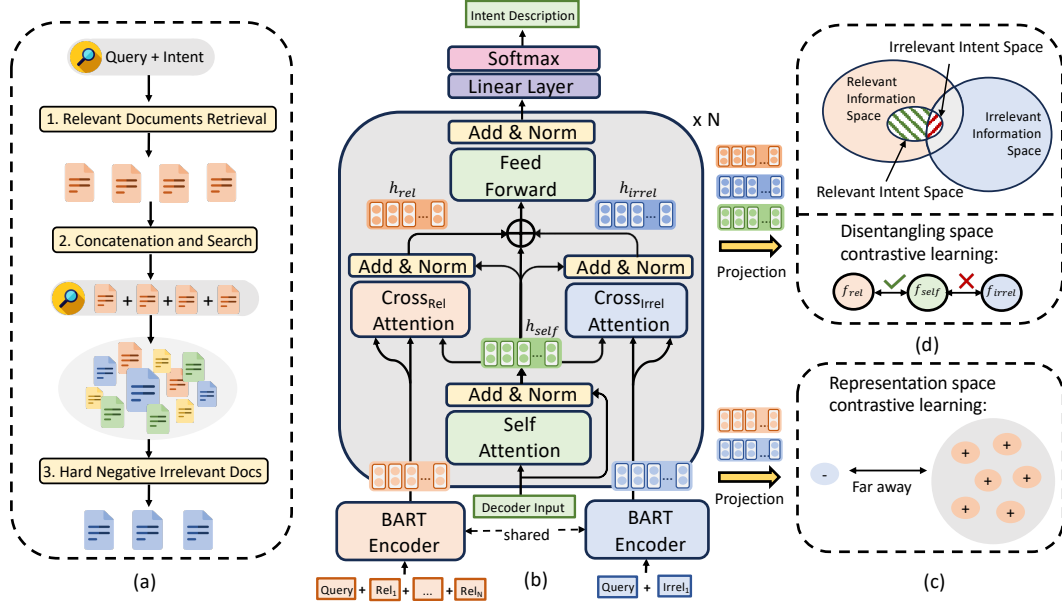 Query + Intent
1. Relevant Documents Retrieval
2. Concatenation and Search
+ + +
3. Hard Negative Irrelevant Docs
(a)
Intent Description
Softmax
Linear Layer
x N
Add & Norm
Feed
Forward
h_rel
h_irrel
...
...
Add & Norm
Add & Norm
Cross_Rel
Attention
Cross_Irrel
Attention
h_self
...
Add & Norm
Self
Attention
...
...
Decoder Input
BART
Encoder
shared
BART
Encoder
Query + Rel_1 + ... + Rel_N
(b)
Query + Irrel_1
...
...
...
Projection
...
...
Projection
Irrelevant Intent Space
Relevant
Information
Space
Irrelevant
Information
Space
Relevant Intent Space
Disentangling space
contrastive learning:
f_rel
f_self
f_irrel
(d)
Representation space
contrastive learning:
-
Far away
+
+
+
+
+
+
(c)